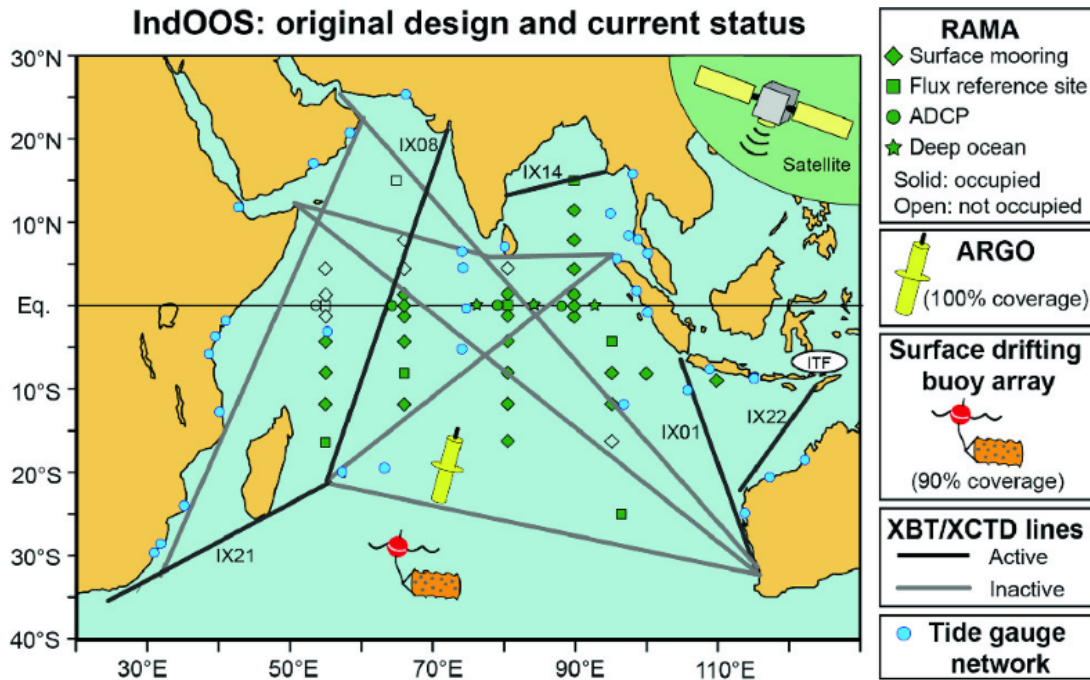 IndOOS: original design and current status
30°N
20°N
10°N
Eq.
10°S
20°S
30°S
40°S
30°E
50°E
70°E
90°E
110°E
IX08
IX14
IX01
IX22
IX21
ITF
Satellite
RAMA
Surface mooring
Flux reference site
ADCP
Deep ocean
Solid: occupied
Open: not occupied
ARGO
(100% coverage)
Surface drifting
buoy array
(90% coverage)
XBT/XCTD lines
Active
Inactive
Tide gauge
network